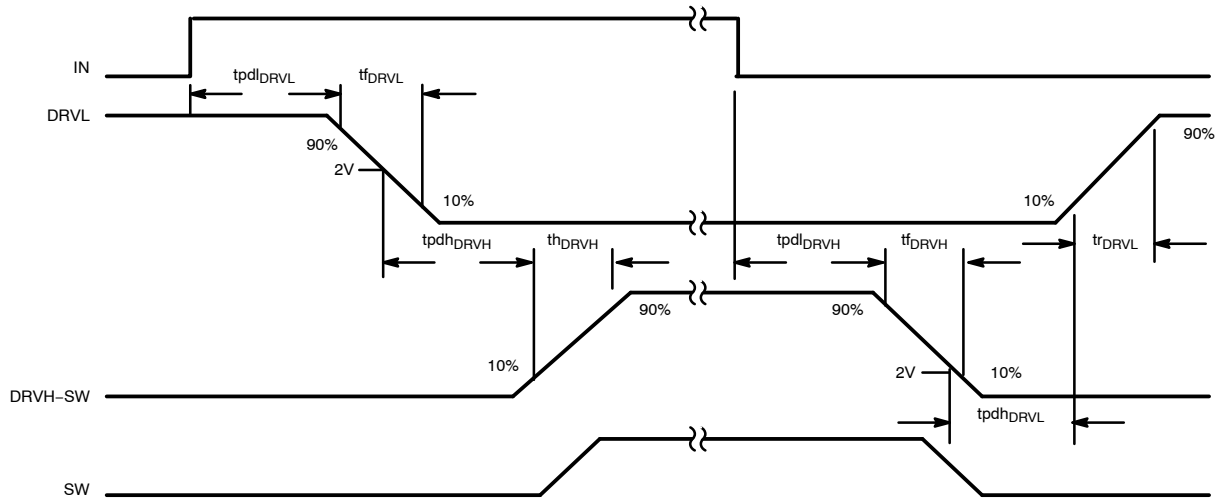 IN
tpdlDRVL
tfDRVL
DRVL
90%
90%
2V
10%
10%
tpdhDRVH
thDRVH
tpdlDRVH
tfDRVH
trDRVL
90%
90%
10%
2V
10%
DRVH–SW
tpdhDRVL
SW